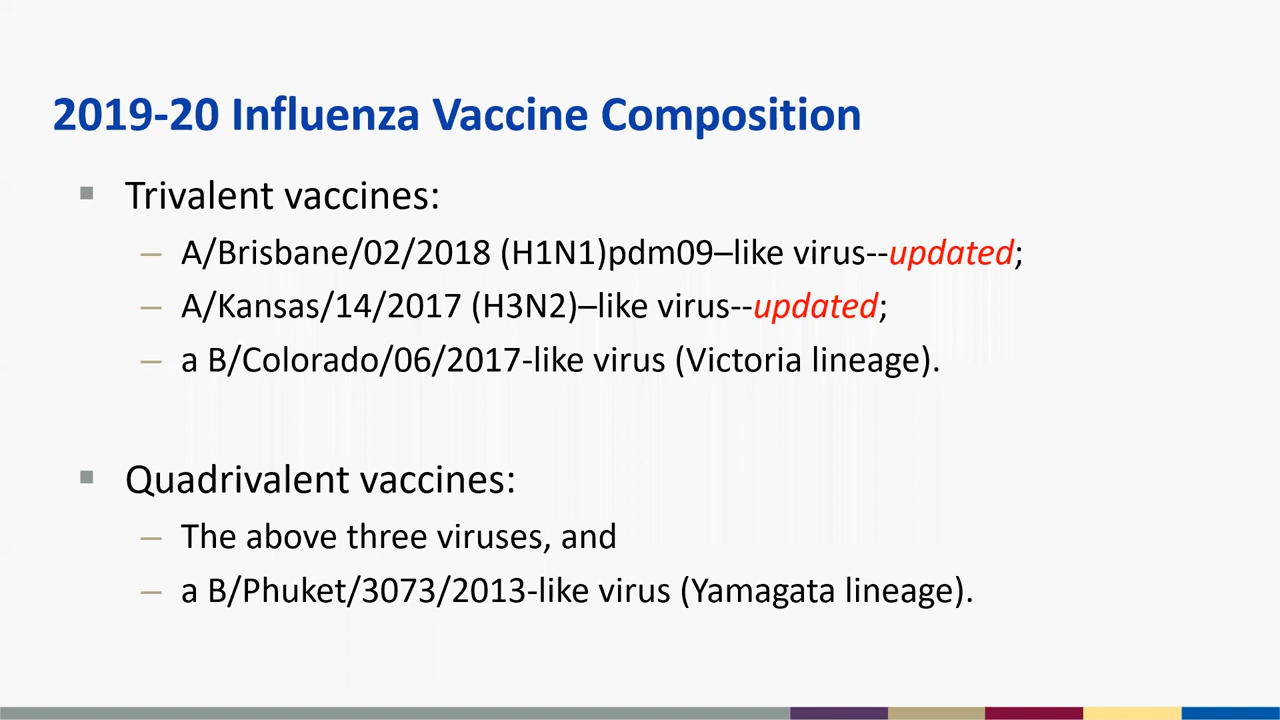 2019-20 Influenza Vaccine Composition
▪ Trivalent vaccines:
– A/Brisbane/02/2018 (H1N1)pdm09–like virus--updated;
– A/Kansas/14/2017 (H3N2)–like virus--updated;
– a B/Colorado/06/2017-like virus (Victoria lineage).
▪ Quadrivalent vaccines:
– The above three viruses, and
– a B/Phuket/3073/2013-like virus (Yamagata lineage).